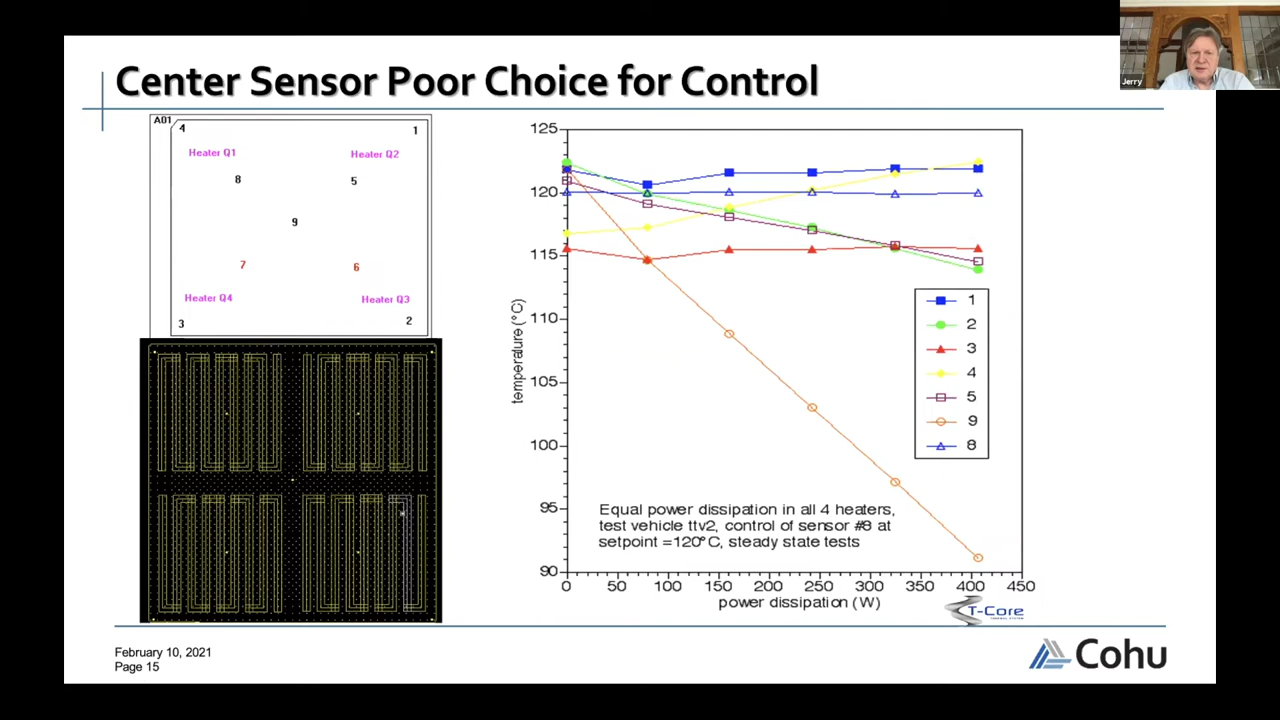 Center Sensor Poor Choice for Control
Jerry
A01
4
1
Heater Q1
Heater Q2
8
5
9
7
6
Heater Q4
Heater Q3
3
2
125
120
115
110
105
100
95
90
temperature (°C)
0 50 100 150 200 250 300 350 400 450
power dissipation (W)
1
2
3
4
5
9
8
Equal power dissipation in all 4 heaters,
test vehicle ttv2, control of sensor #8 at
setpoint =120°C, steady state tests
T-Core
February 10, 2021
Page 15
Cohu